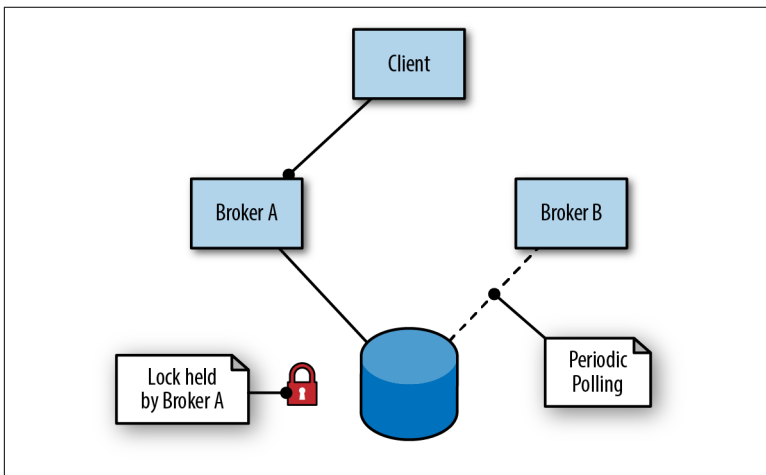 Client
Broker A
Broker B
Lock held
by Broker A
Periodic
Polling